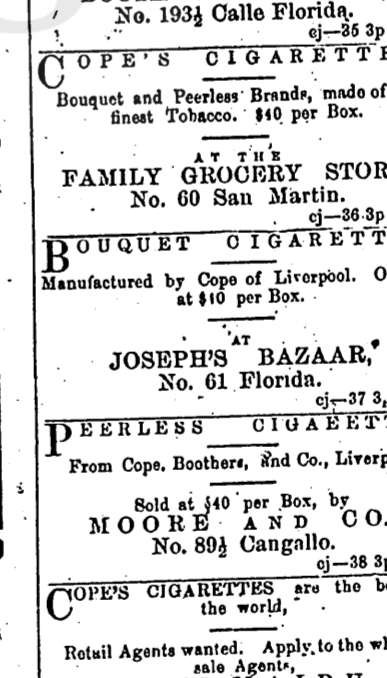 No. 193½ Calle Florida.
cj—35 3p
COPE'S CIGARETTE
Bouquet and Peerless Brands, made of
finest Tobacco. $40 per Box.
AT THE
FAMILY GROCERY STOR
No. 60 San Martin.
cj—36 3p
BOUQUET CIGARETT
Manufactured by Cope of Liverpool. O
at $40 per Box.
AT
JOSEPH'S BAZAAR,
No. 61 Florida.
cj—37 3
PEERLESS CIGAEETT
From Cope, Boothers, and Co., Liverp
Sold at $40 per Box, by
MOORE AND CO.
No. 89½ Cangallo.
cj—38 3p
COPE'S CIGARETTES are the b
the world,
Retail Agents wanted. Apply to the wh
sale Agents,